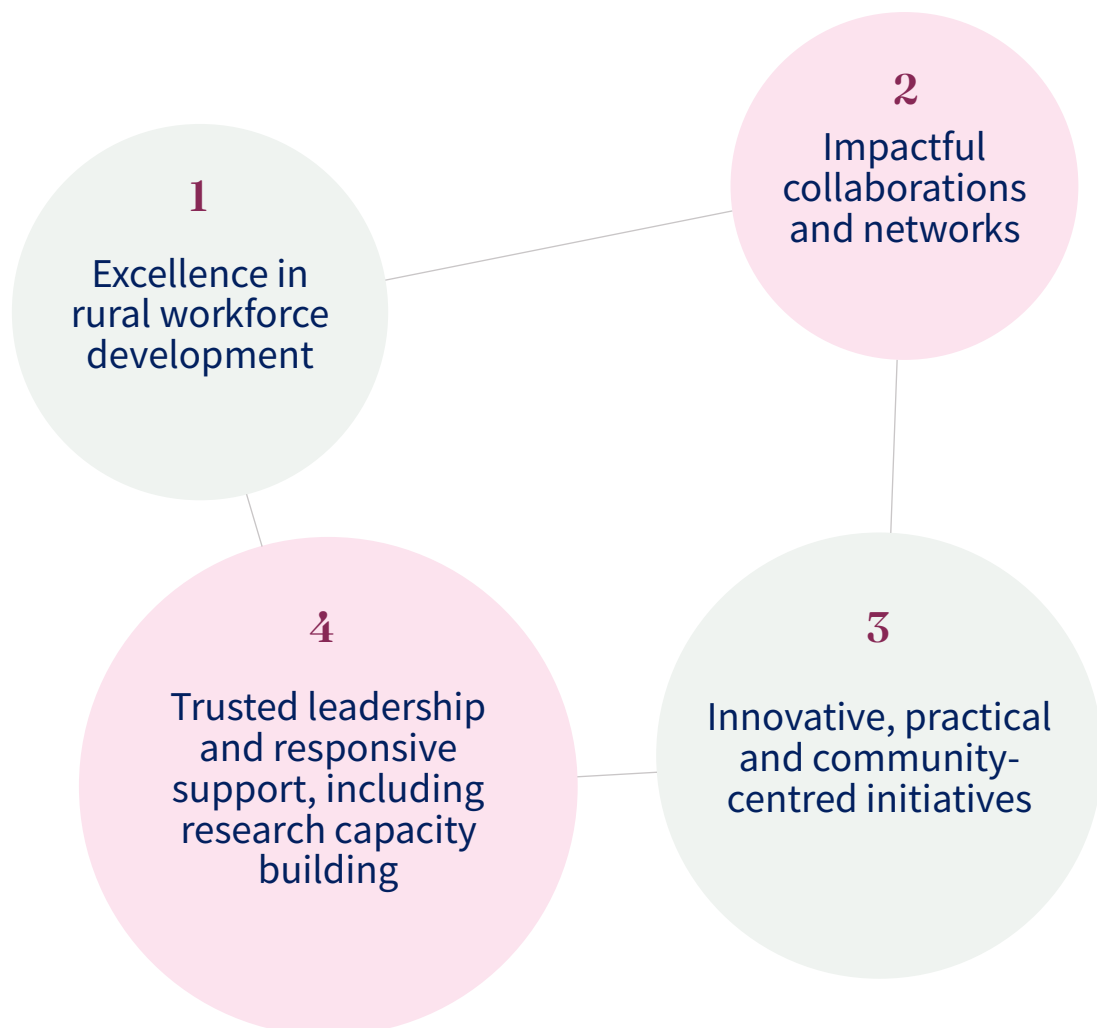 1
Excellence in
rural workforce
development
2
Impactful
collaborations
and networks
3
Innovative, practical
and community-
centred initiatives
4
Trusted leadership
and responsive
support, including
research capacity
building